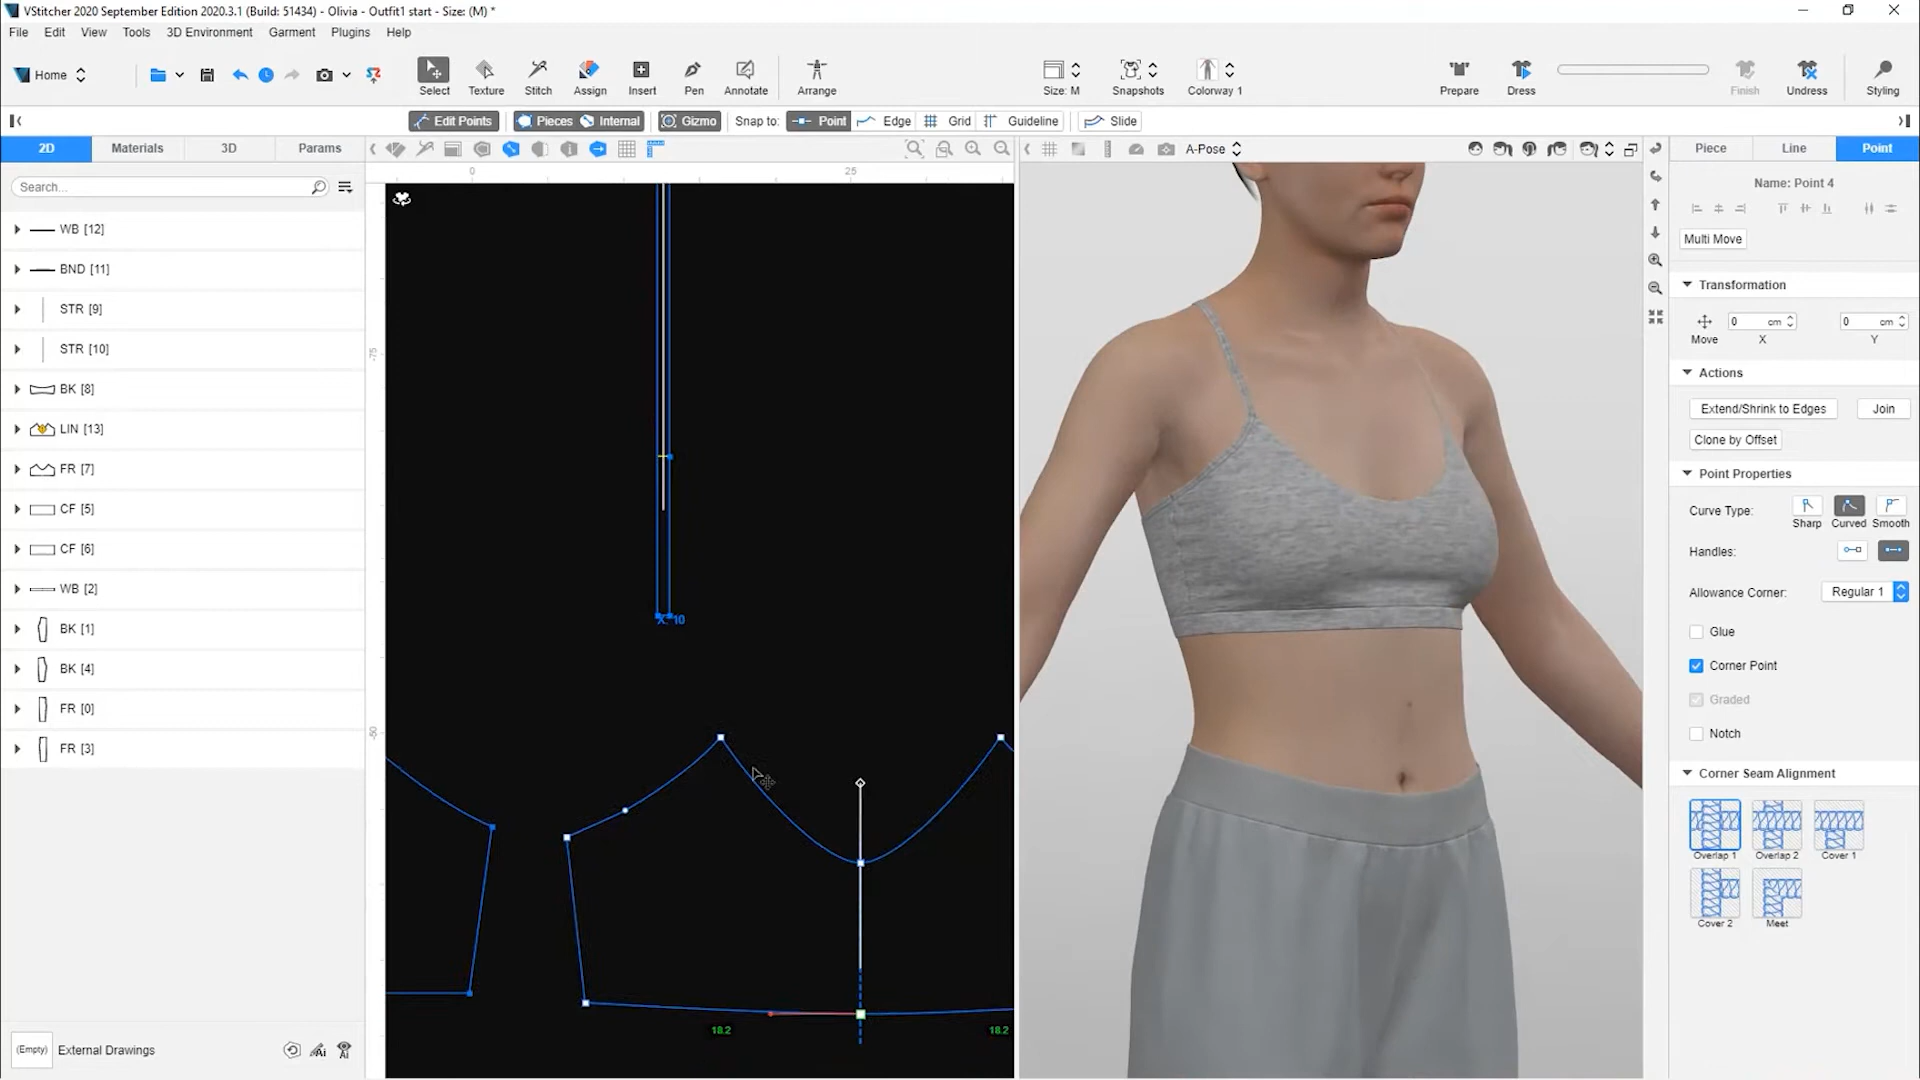 VStitcher 2020 September Edition 2020.3.1 (Build: 51434) - Olivia - Outfit1 start - Size: (M) *
File Edit View Tools 3D Environment Garment Plugins Help
Home
Select Texture Stitch Assign Insert Pen Annotate Arrange Size: M Snapshots Colorway 1 Prepare Dress Finish Undress Styling
Edit Points Pieces Internal Gizmo Snap to: Point Edge Grid Guideline Slide
2D Materials 3D Params
A-Pose
Piece Line Point
0 25
Search...
Name: Point 4
WB [12]
Multi Move
BND [11]
Transformation
STR [9]
0 cm 0 cm
Move X Y
STR [10]
-75
Actions
BK [8]
Extend/Shrink to Edges Join
LIN [13]
Clone by Offset
FR [7]
Point Properties
CF [5]
Curve Type: Sharp Curved Smooth
CF [6]
Handles:
WB [2]
Allowance Corner: Regular 1
X, 10
BK [1]
Glue
BK [4]
Corner Point
FR [0]
Graded
-50
Notch
FR [3]
Corner Seam Alignment
Overlap 1 Overlap 2 Cover 1
Cover 2 Meet
18.2 18.2
(Empty) External Drawings
Ai Ai